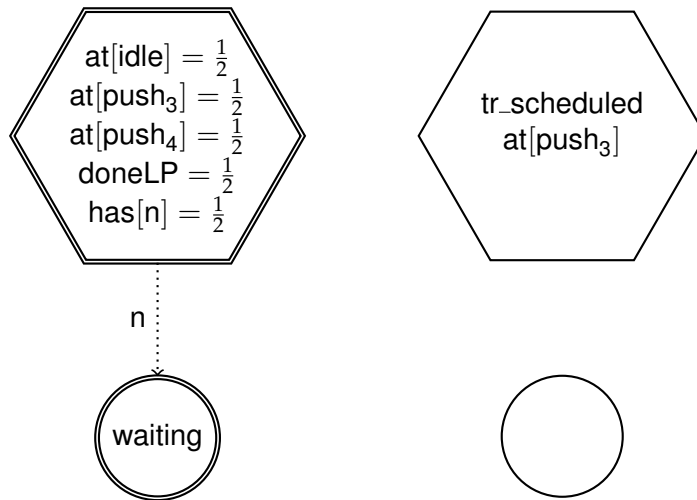 at[idle] = 1/2
at[push₃] = 1/2
at[push₄] = 1/2
doneLP = 1/2
has[n] = 1/2
tr_scheduled
at[push₃]
n
waiting